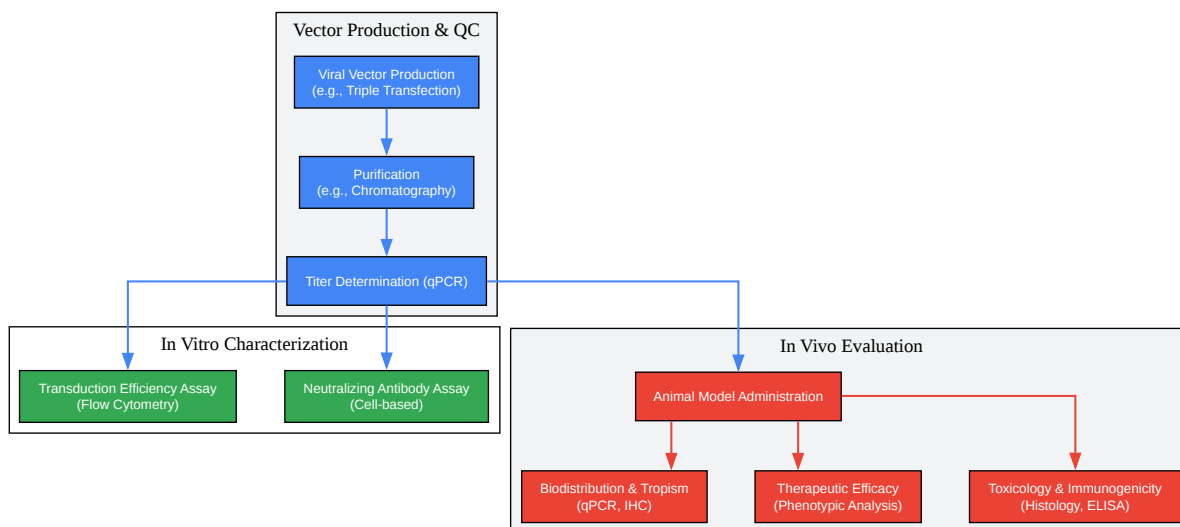 Vector Production & QC
Viral Vector Production
(e.g., Triple Transfection)
Purification
(e.g., Chromatography)
Titer Determination (qPCR)
In Vitro Characterization
Transduction Efficiency Assay
(Flow Cytometry)
Neutralizing Antibody Assay
(Cell-based)
In Vivo Evaluation
Animal Model Administration
Biodistribution & Tropism
(qPCR, IHC)
Therapeutic Efficacy
(Phenotypic Analysis)
Toxicology & Immunogenicity
(Histology, ELISA)